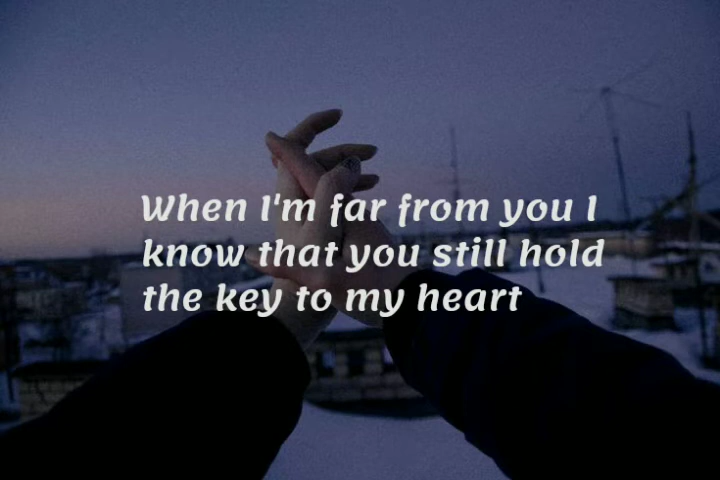 When I'm far from you I
know that you still hold
the key to my heart